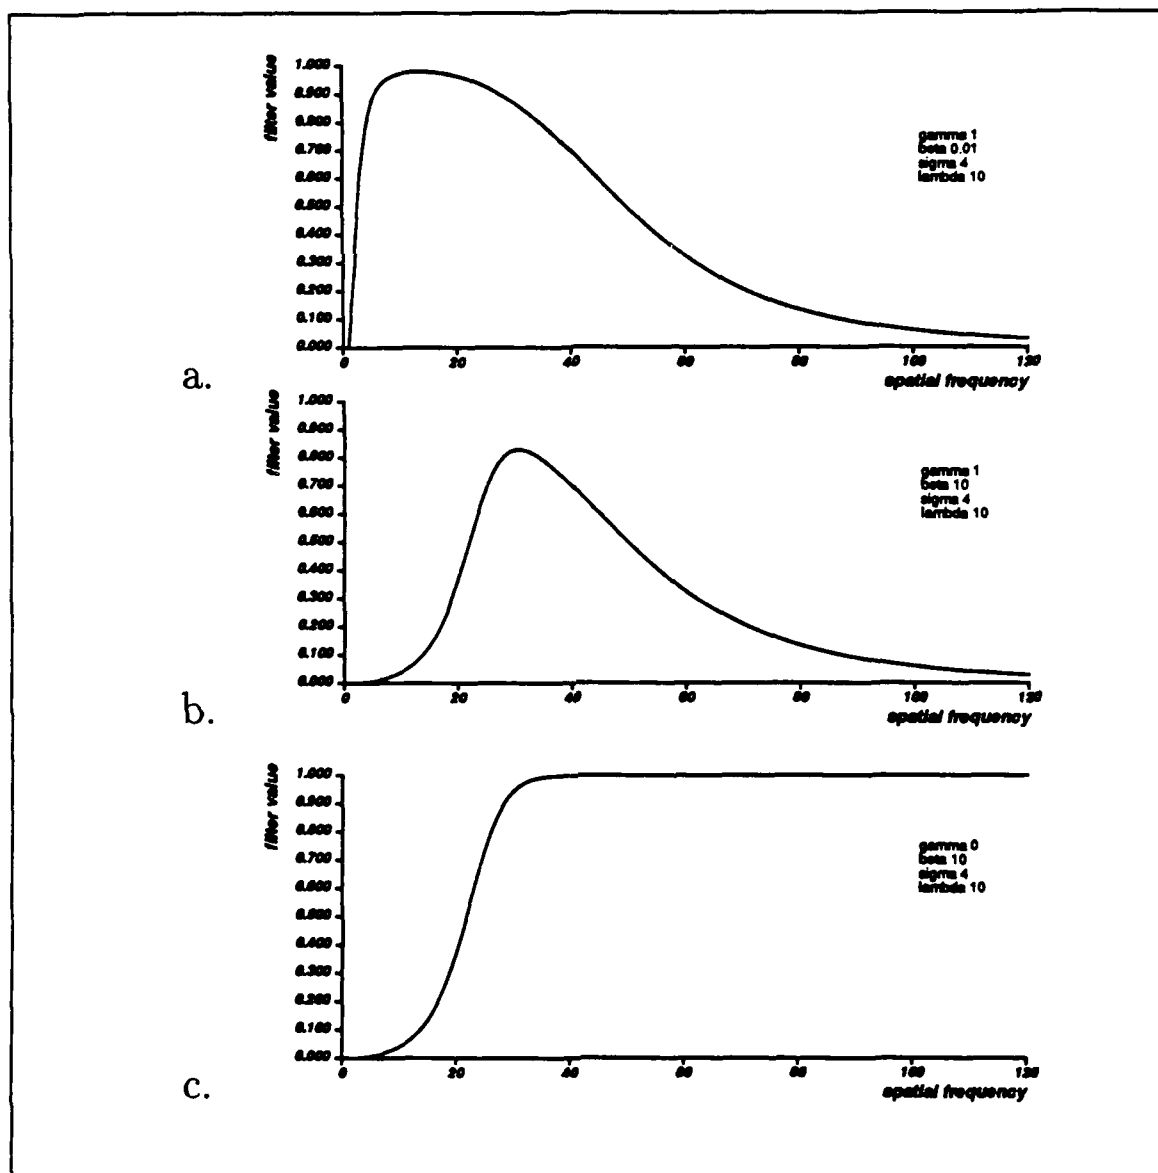 filter value
1.000
0.900
0.800
0.700
0.600
0.500
0.400
0.300
0.200
0.100
0.000
0 20 40 60 80 100 120
spatial frequency
gamma 1
beta 0.01
sigma 4
lambda 10
a.
filter value
1.000
0.900
0.800
0.700
0.600
0.500
0.400
0.300
0.200
0.100
0.000
0 20 40 60 80 100 120
spatial frequency
gamma 1
beta 10
sigma 4
lambda 10
b.
filter value
1.000
0.900
0.800
0.700
0.600
0.500
0.400
0.300
0.200
0.100
0.000
0 20 40 60 80 100 120
spatial frequency
gamma 0
beta 10
sigma 4
lambda 10
c.